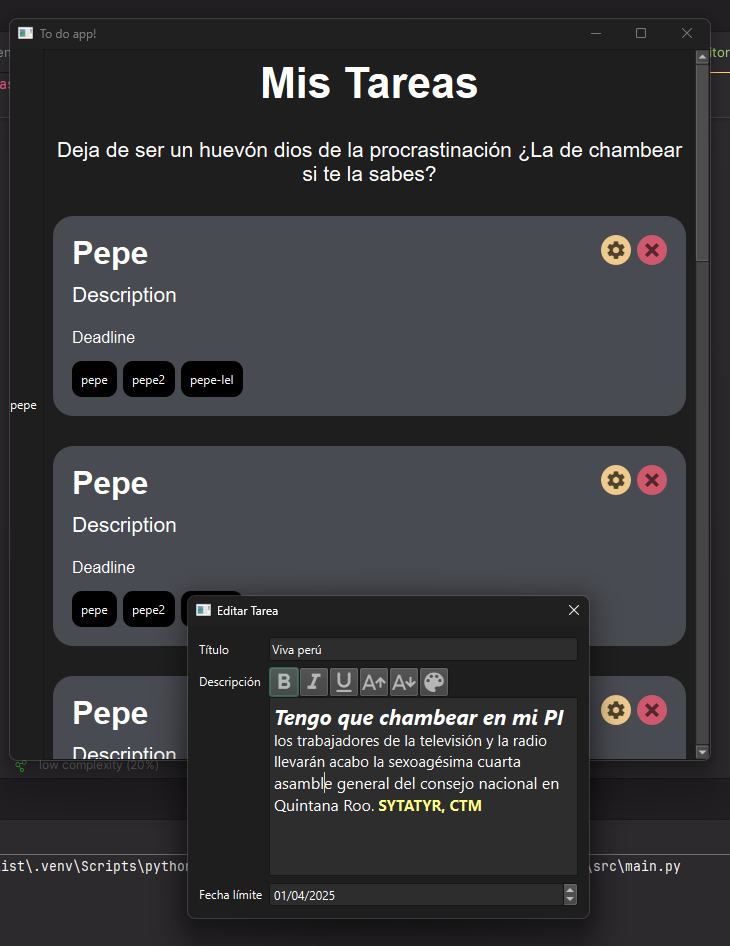 To do app!
itor
Mis Tareas
Deja de ser un huevón dios de la procrastinación ¿La de chambear
si te la sabes?
Pepe
Description
Deadline
pepe pepe2 pepe-lel
pepe
Pepe
Description
Deadline
pepe pepe2
Pepe
Description
Editar Tarea
Título Viva perú
Descripción B I U A A
Tengo que chambear en mi PI
los trabajadores de la televisión y la radio
llevarán acabo la sexoagésima cuarta
asamble general del consejo nacional en
Quintana Roo. SYTATYR, CTM
Fecha límite 01/04/2025
low complexity (20%)
ist\.venv\Scripts\python
\src\main.py